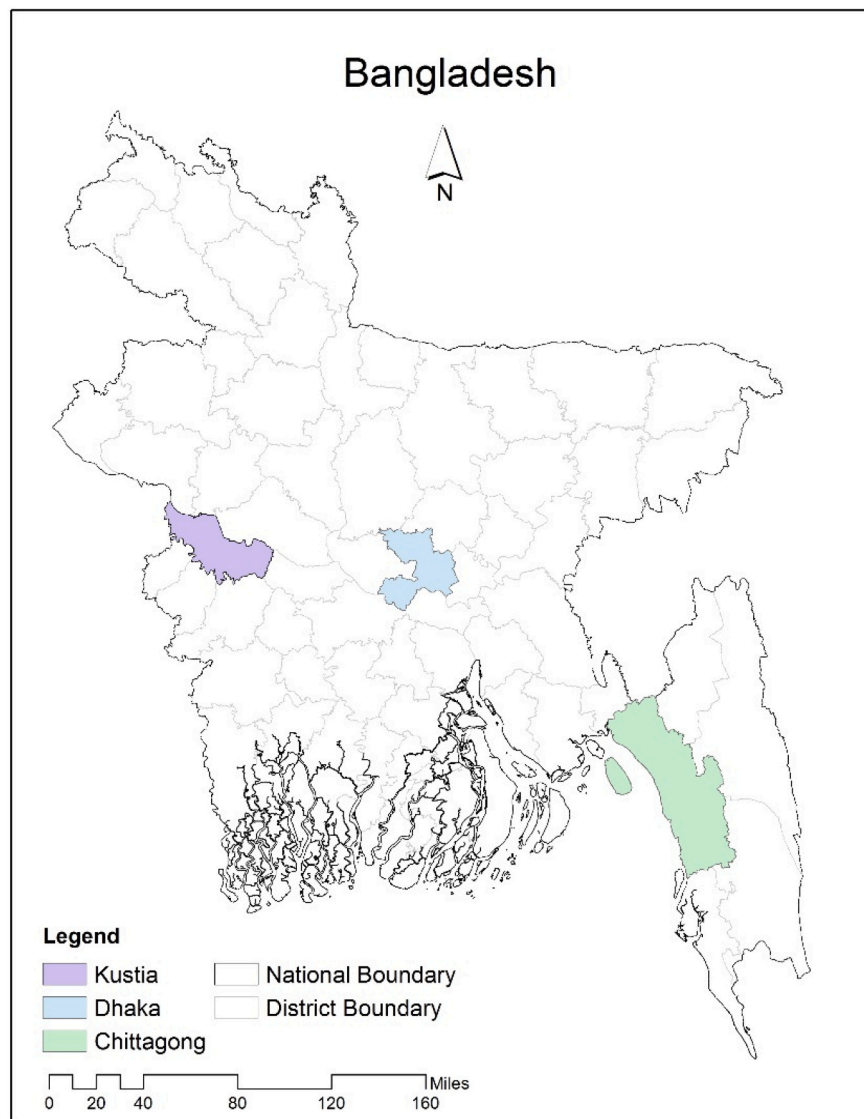 Bangladesh
N
Legend
Kustia
National Boundary
Dhaka
District Boundary
Chittagong
Miles
0 20 40 80 120 160